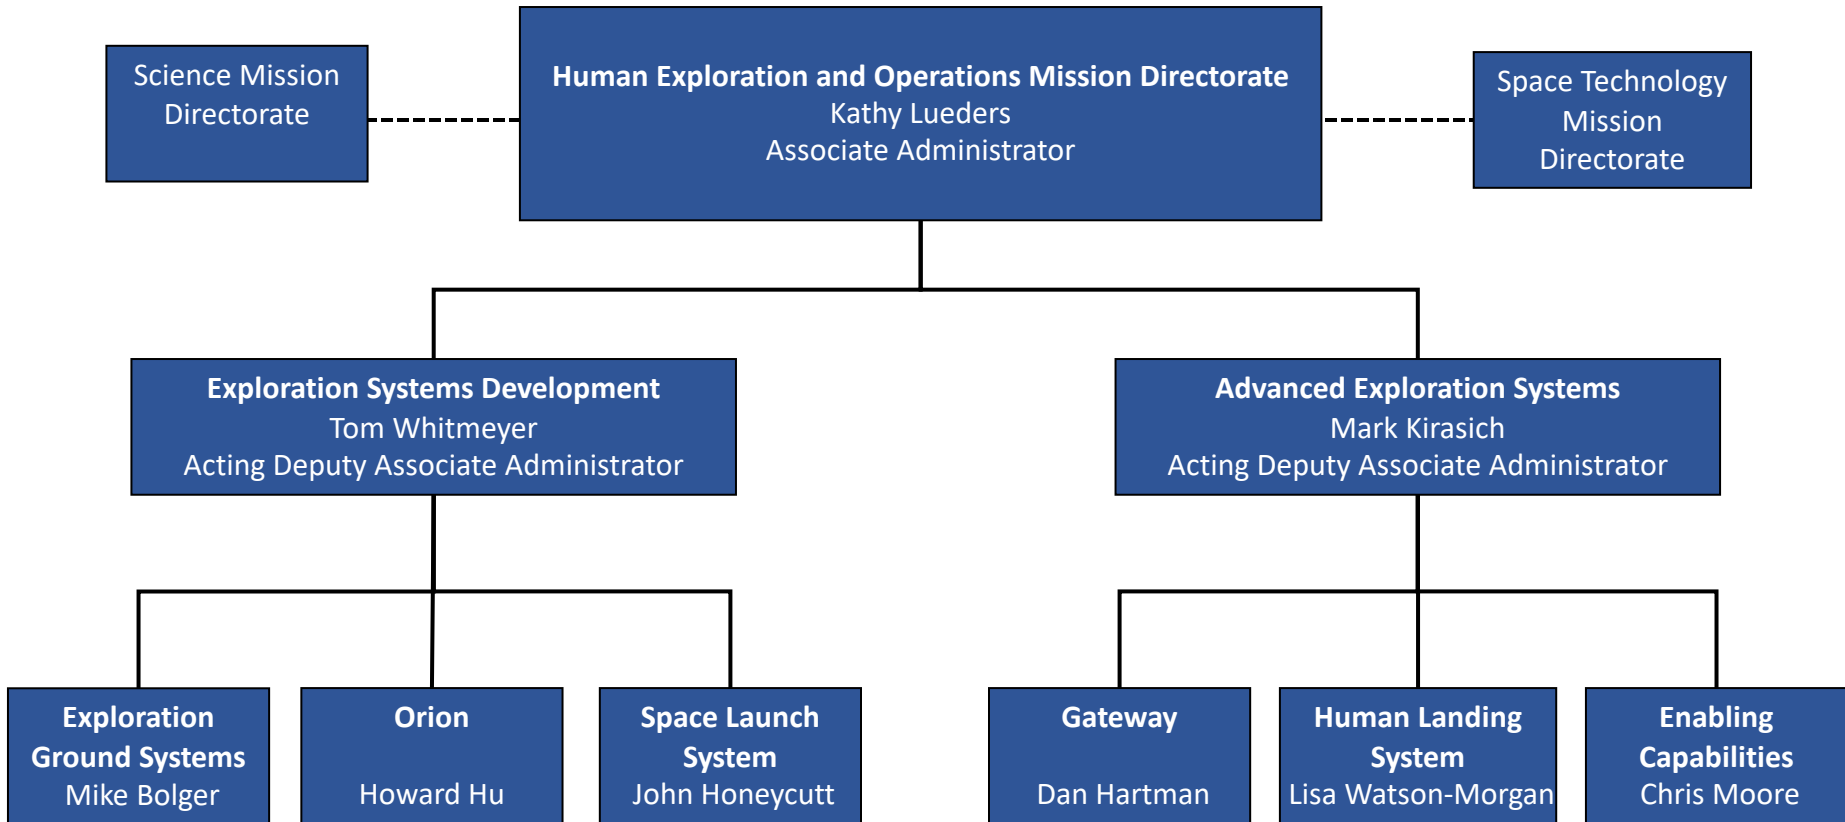 Science Mission
Directorate
Human Exploration and Operations Mission Directorate
Kathy Lueders
Associate Administrator
Space Technology
Mission
Directorate
Exploration Systems Development
Tom Whitmeyer
Acting Deputy Associate Administrator
Advanced Exploration Systems
Mark Kirasich
Acting Deputy Associate Administrator
Exploration
Ground Systems
Mike Bolger
Orion
Howard Hu
Space Launch
System
John Honeycutt
Gateway
Dan Hartman
Human Landing
System
Lisa Watson-Morgan
Enabling
Capabilities
Chris Moore